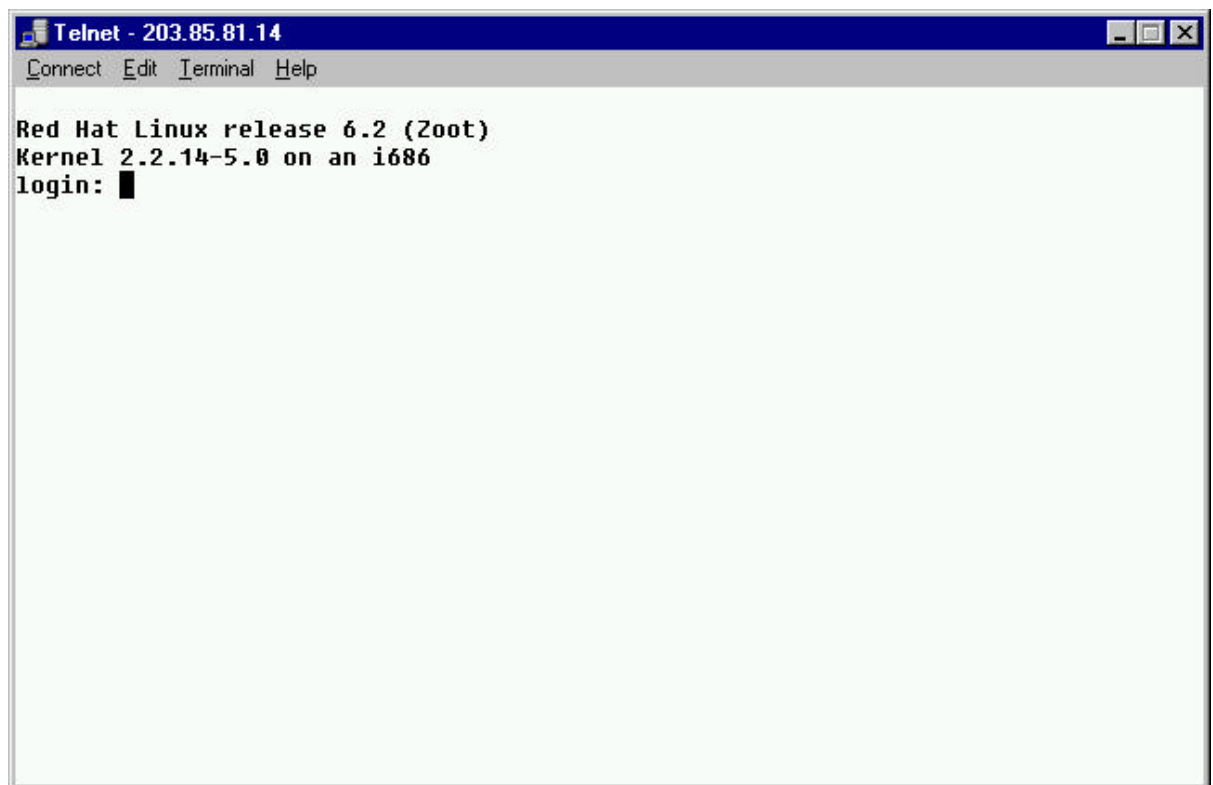 Telnet - 203.85.81.14
Connect Edit Terminal Help
Red Hat Linux release 6.2 (Zoot)
Kernel 2.2.14-5.0 on an i686
login: